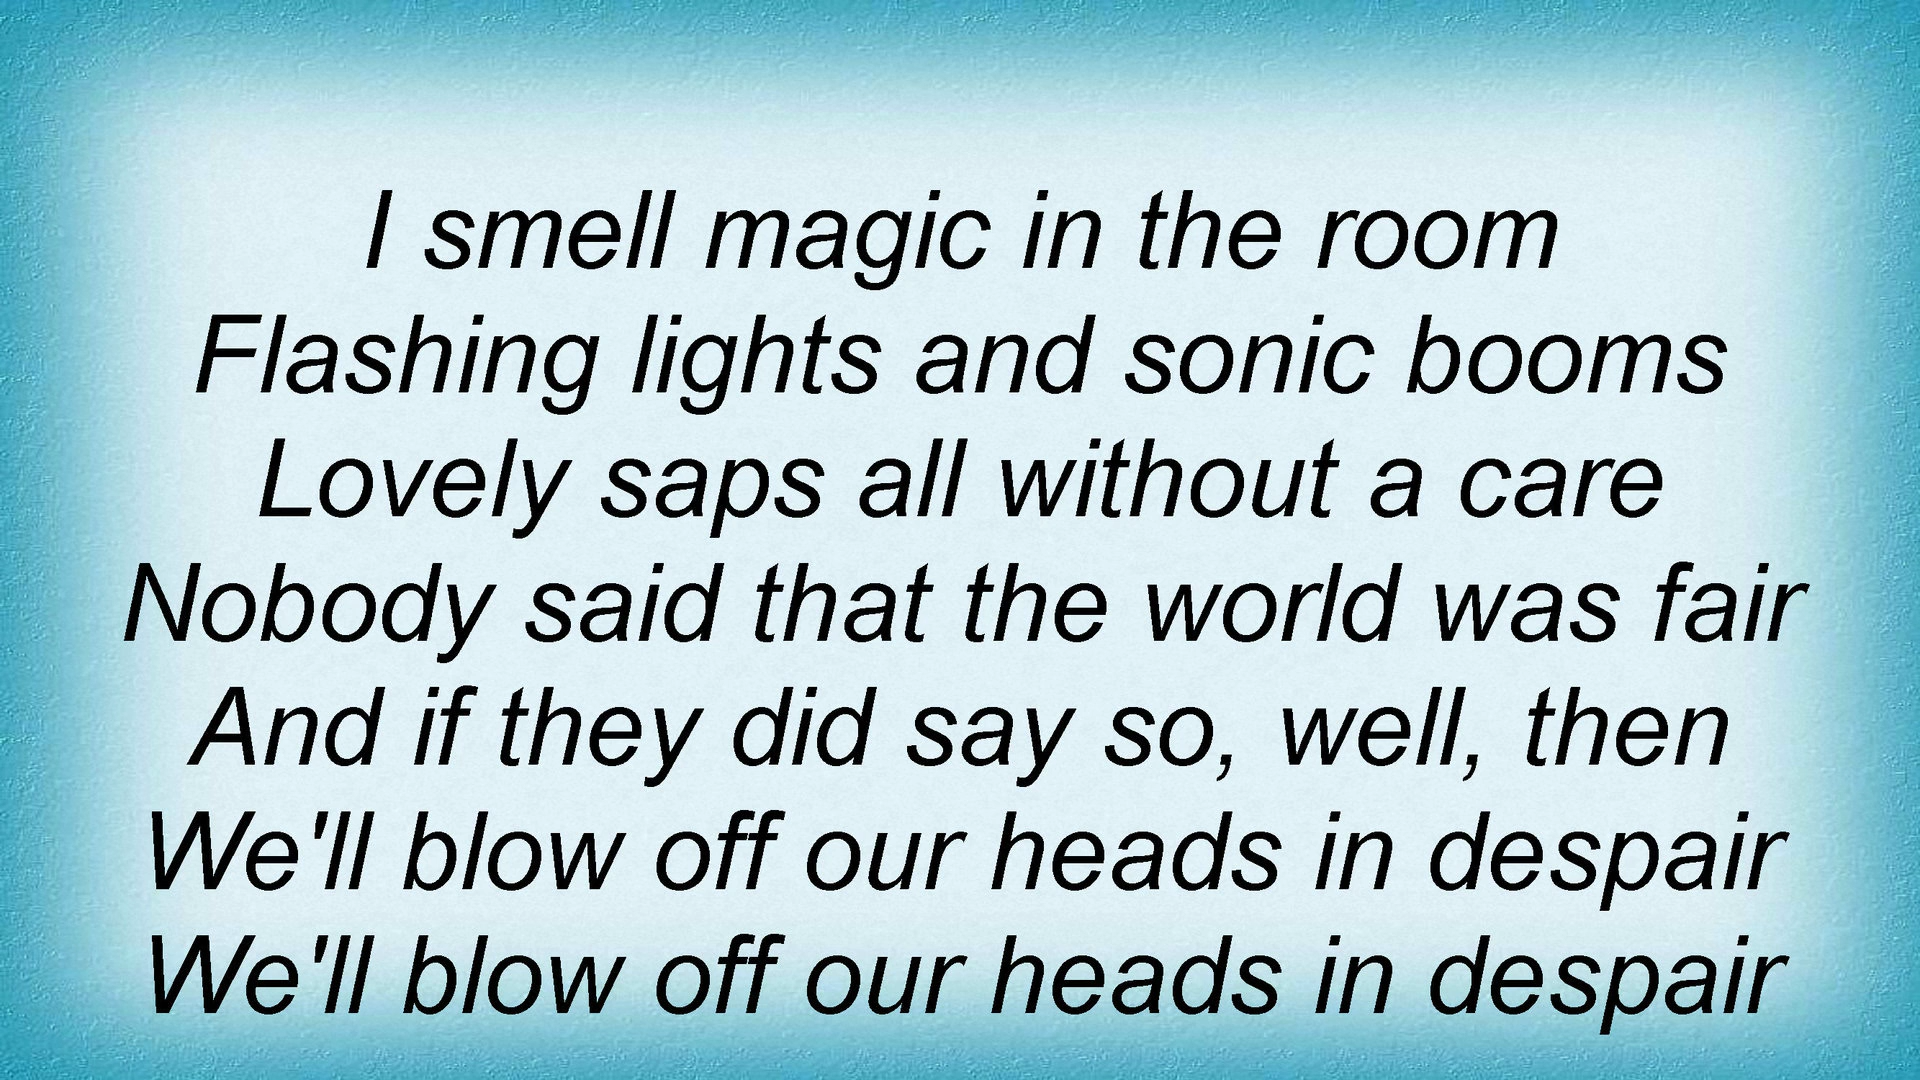 I smell magic in the room
Flashing lights and sonic booms
Lovely saps all without a care
Nobody said that the world was fair
And if they did say so, well, then
We'll blow off our heads in despair
We'll blow off our heads in despair